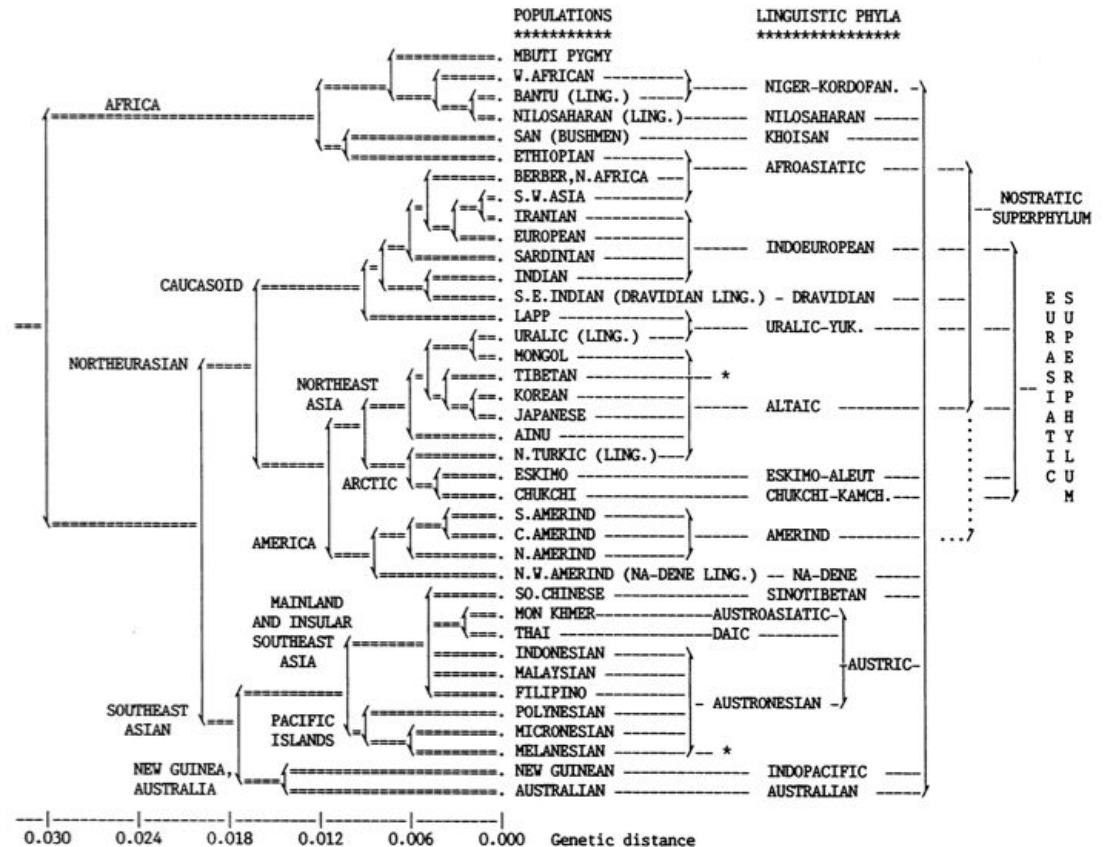 POPULATIONS LINGUISTIC PHYLA
*********** ****************
MBUTI PYGMY
W.AFRICAN NIGER-KORDOFAN.
AFRICA BANTU (LING.)
NILOSAHARAN (LING.) NILOSAHARAN
SAN (BUSHMEN) KHOISAN
ETHIOPIAN AFROASIATIC
BERBER,N.AFRICA
S.W.ASIA NOSTRATIC
IRANIAN SUPERPHYLUM
EUROPEAN INDOEUROPEAN
SARDINIAN
INDIAN
CAUCASOID S.E.INDIAN (DRAVIDIAN LING.) DRAVIDIAN
LAPP URALIC-YUK.
URALIC (LING.)
MONGOL
NORTHEURASIAN TIBETAN *
NORTHEAST KOREAN
ASIA JAPANESE ALTAIC
AINU
N.TURKIC (LING.)
ARCTIC ESKIMO ESKIMO-ALEUT
CHUKCHI CHUKCHI-KAMCH.
EURASIATIC
SUPERPHYLUM
S.AMERIND
AMERICA C.AMERIND AMERIND
N.AMERIND
N.W.AMERIND (NA-DENE LING.) NA-DENE
SO.CHINESE SINOTIBETAN
MAINLAND MON KHMER AUSTROASIATIC
AND INSULAR THAI DAIC
SOUTHEAST INDONESIAN
ASIA MALAYSIAN AUSTRIC
FILIPINO
SOUTHEAST POLYNESIAN AUSTRONESIAN
ASIAN PACIFIC MICRONESIAN
ISLANDS MELANESIAN *
NEW GUINEA, NEW GUINEAN INDOPACIFIC
AUSTRALIA AUSTRALIAN AUSTRALIAN
0.030 0.024 0.018 0.012 0.006 0.000 Genetic distance